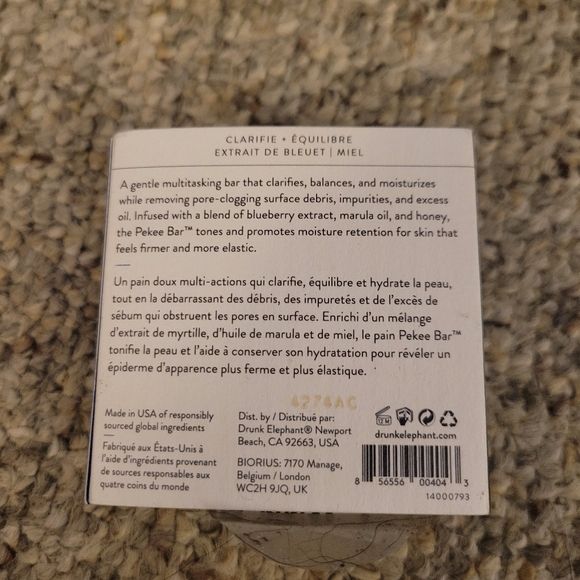 CLARIFIE + ÉQUILIBRE
EXTRAIT DE BLEUET | MIEL
A gentle multitasking bar that clarifies, balances, and moisturizes
while removing pore-clogging surface debris, impurities, and excess
oil. Infused with a blend of blueberry extract, marula oil, and honey,
the Pekee Bar™ tones and promotes moisture retention for skin that
feels firmer and more elastic.
Un pain doux multi-actions qui clarifie, équilibre et hydrate la peau,
tout en la débarrassant des débris, des impuretés et de l'excès de
sébum qui obstruent les pores en surface. Enrichi d'un mélange
d'extrait de myrtille, d'huile de marula et de miel, le pain Pekee Bar™
tonifie la peau et l'aide à conserver son hydratation pour révéler un
épiderme d'apparence plus ferme et plus élastique.
4274AC
Made in USA of responsibly
sourced global ingredients
Fabriqué aux États-Unis à
l'aide d'ingrédients provenant
de sources responsables aux
quatre coins du monde
Dist. by / Distribué par:
Drunk Elephant® Newport
Beach, CA 92663, USA
BIORIUS: 7170 Manage,
Belgium / London
WC2H 9JQ, UK
12 M
drunkelephant.com
8 56556 00404 3
14000793